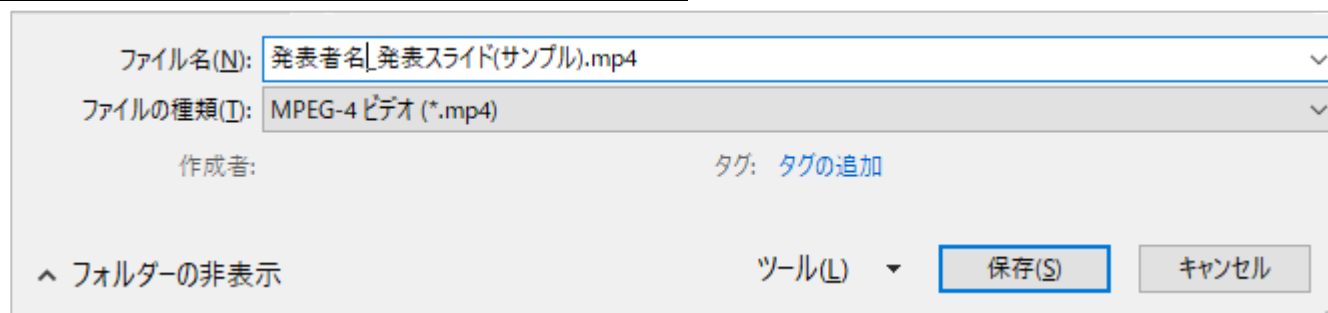 ファイル名(N): 発表者名_発表スライド(サンプル).mp4
ファイルの種類(T): MPEG-4 ビデオ (*.mp4)
作成者: タグ: タグの追加
フォルダーの非表示 ツール(L) 保存(S) キャンセル